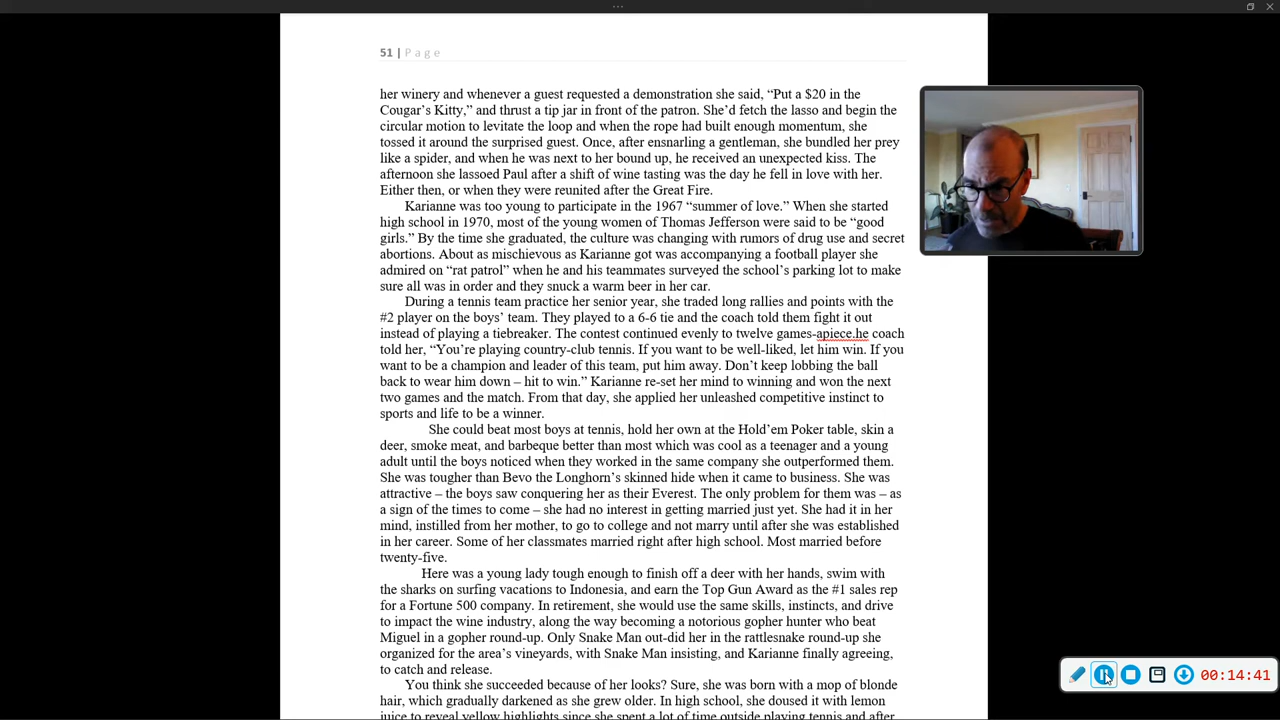 51 | Page
her winery and whenever a guest requested a demonstration she said, “Put a $20 in the
Cougar’s Kitty,” and thrust a tip jar in front of the patron. She’d fetch the lasso and begin the
circular motion to levitate the loop and when the rope had built enough momentum, she
tossed it around the surprised guest. Once, after ensnarling a gentleman, she bundled her prey
like a spider, and when he was next to her bound up, he received an unexpected kiss. The
afternoon she lassoed Paul after a shift of wine tasting was the day he fell in love with her.
Either then, or when they were reunited after the Great Fire.
Karianne was too young to participate in the 1967 “summer of love.” When she started
high school in 1970, most of the young women of Thomas Jefferson were said to be “good
girls.” By the time she graduated, the culture was changing with rumors of drug use and secret
abortions. About as mischievous as Karianne got was accompanying a football player she
admired on “rat patrol” when he and his teammates surveyed the school’s parking lot to make
sure all was in order and they snuck a warm beer in her car.
During a tennis team practice her senior year, she traded long rallies and points with the
#2 player on the boys’ team. They played to a 6-6 tie and the coach told them fight it out
instead of playing a tiebreaker. The contest continued evenly to twelve games-apiece.he coach
told her, “You’re playing country-club tennis. If you want to be well-liked, let him win. If you
want to be a champion and leader of this team, put him away. Don’t keep lobbing the ball
back to wear him down – hit to win.” Karianne re-set her mind to winning and won the next
two games and the match. From that day, she applied her unleashed competitive instinct to
sports and life to be a winner.
She could beat most boys at tennis, hold her own at the Hold’em Poker table, skin a
deer, smoke meat, and barbeque better than most which was cool as a teenager and a young
adult until the boys noticed when they worked in the same company she outperformed them.
She was tougher than Bevo the Longhorn’s skinned hide when it came to business. She was
attractive – the boys saw conquering her as their Everest. The only problem for them was – as
a sign of the times to come – she had no interest in getting married just yet. She had it in her
mind, instilled from her mother, to go to college and not marry until after she was established
in her career. Some of her classmates married right after high school. Most married before
twenty-five.
Here was a young lady tough enough to finish off a deer with her hands, swim with
the sharks on surfing vacations to Indonesia, and earn the Top Gun Award as the #1 sales rep
for a Fortune 500 company. In retirement, she would use the same skills, instincts, and drive
to impact the wine industry, along the way becoming a notorious gopher hunter who beat
Miguel in a gopher round-up. Only Snake Man out-did her in the rattlesnake round-up she
organized for the area’s vineyards, with Snake Man insisting, and Karianne finally agreeing,
to catch and release.
You think she succeeded because of her looks? Sure, she was born with a mop of blonde
hair, which gradually darkened as she grew older. In high school, she doused it with lemon
juice to reveal yellow highlights since she spent a lot of time outside playing tennis and after
00:14:41